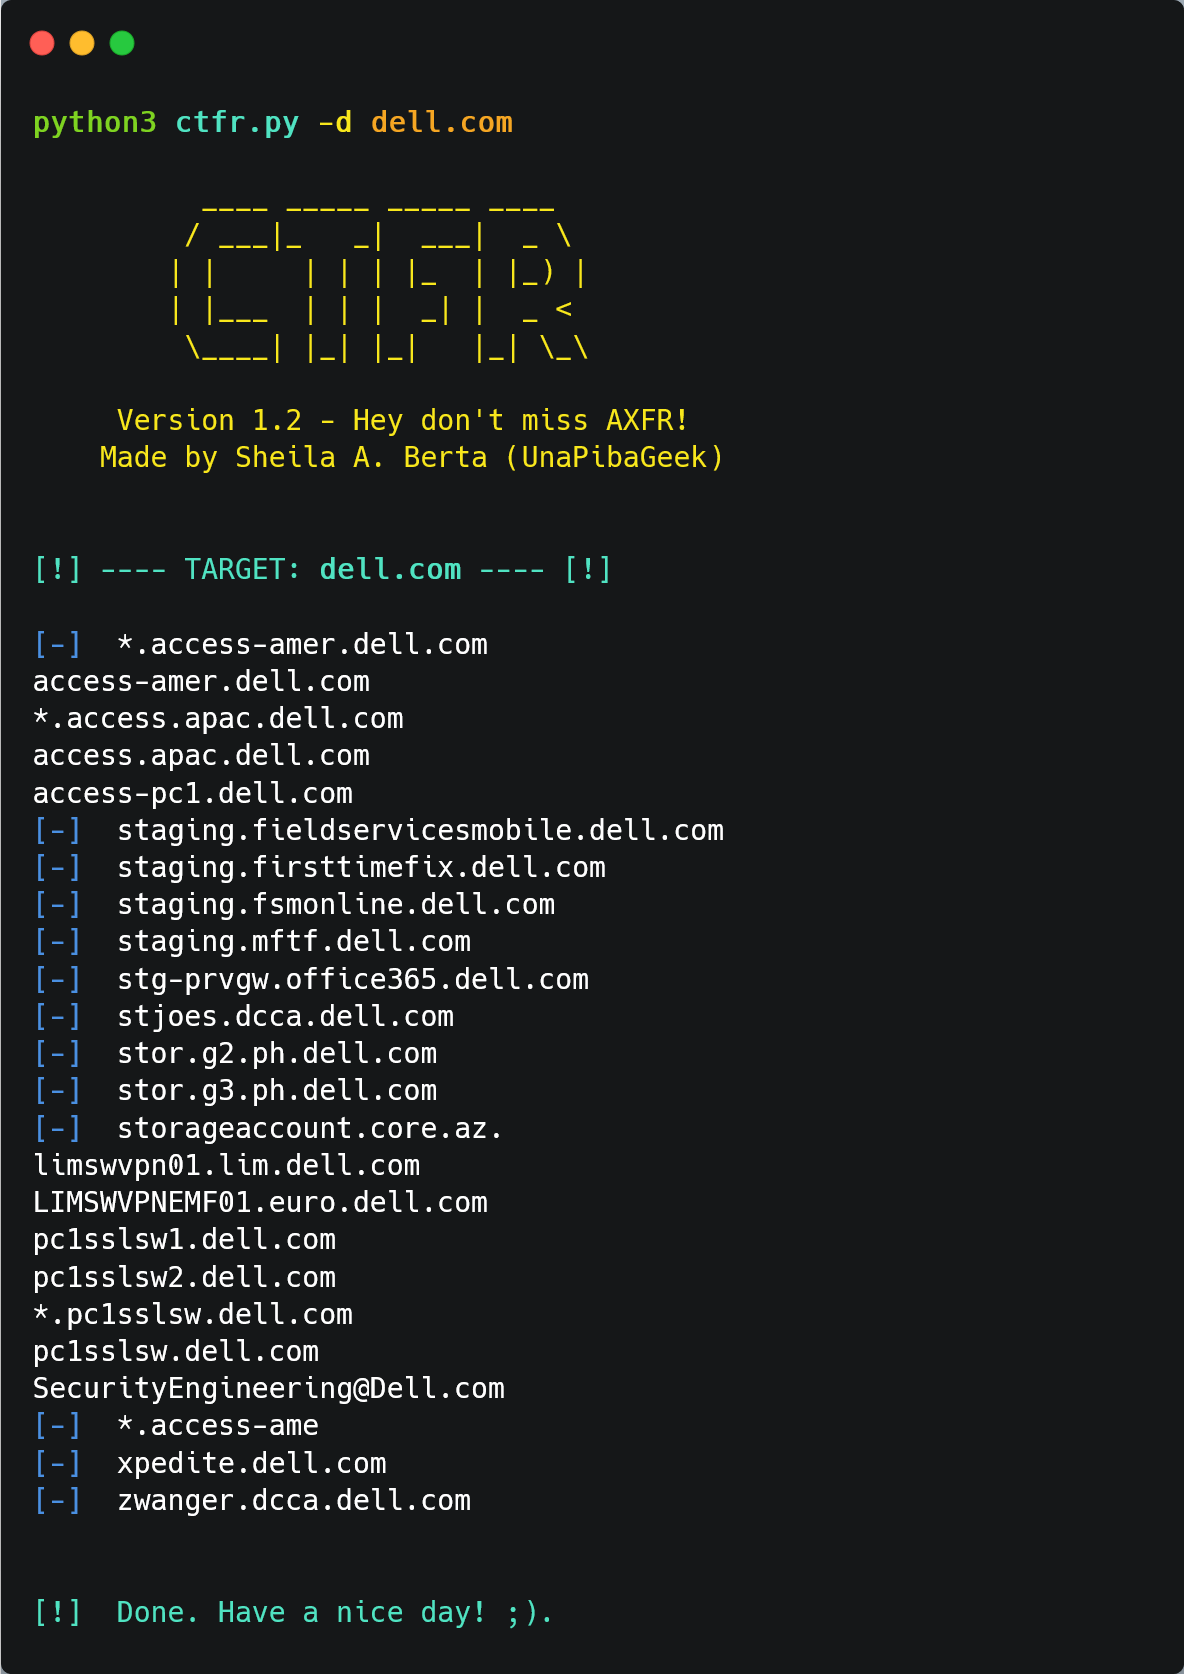 python3 ctfr.py -d dell.com
          ____ _____ _____ ____
         / ___|_   _|  ___|  _ \
        | |     | | | |_  | |_) |
        | |___  | | |  _| |  _ <
         \____| |_| |_|   |_| \_\
     Version 1.2 - Hey don't miss AXFR!
    Made by Sheila A. Berta (UnaPibaGeek)
[!] ---- TARGET: dell.com ---- [!]
[-]  *.access-amer.dell.com
access-amer.dell.com
*.access.apac.dell.com
access.apac.dell.com
access-pc1.dell.com
[-]  staging.fieldservicesmobile.dell.com
[-]  staging.firsttimefix.dell.com
[-]  staging.fsmonline.dell.com
[-]  staging.mftf.dell.com
[-]  stg-prvgw.office365.dell.com
[-]  stjoes.dcca.dell.com
[-]  stor.g2.ph.dell.com
[-]  stor.g3.ph.dell.com
[-]  storageaccount.core.az.
limswvpn01.lim.dell.com
LIMSWVPNEMF01.euro.dell.com
pc1sslsw1.dell.com
pc1sslsw2.dell.com
*.pc1sslsw.dell.com
pc1sslsw.dell.com
SecurityEngineering@Dell.com
[-]  *.access-ame
[-]  xpedite.dell.com
[-]  zwanger.dcca.dell.com
[!]  Done. Have a nice day! ;).